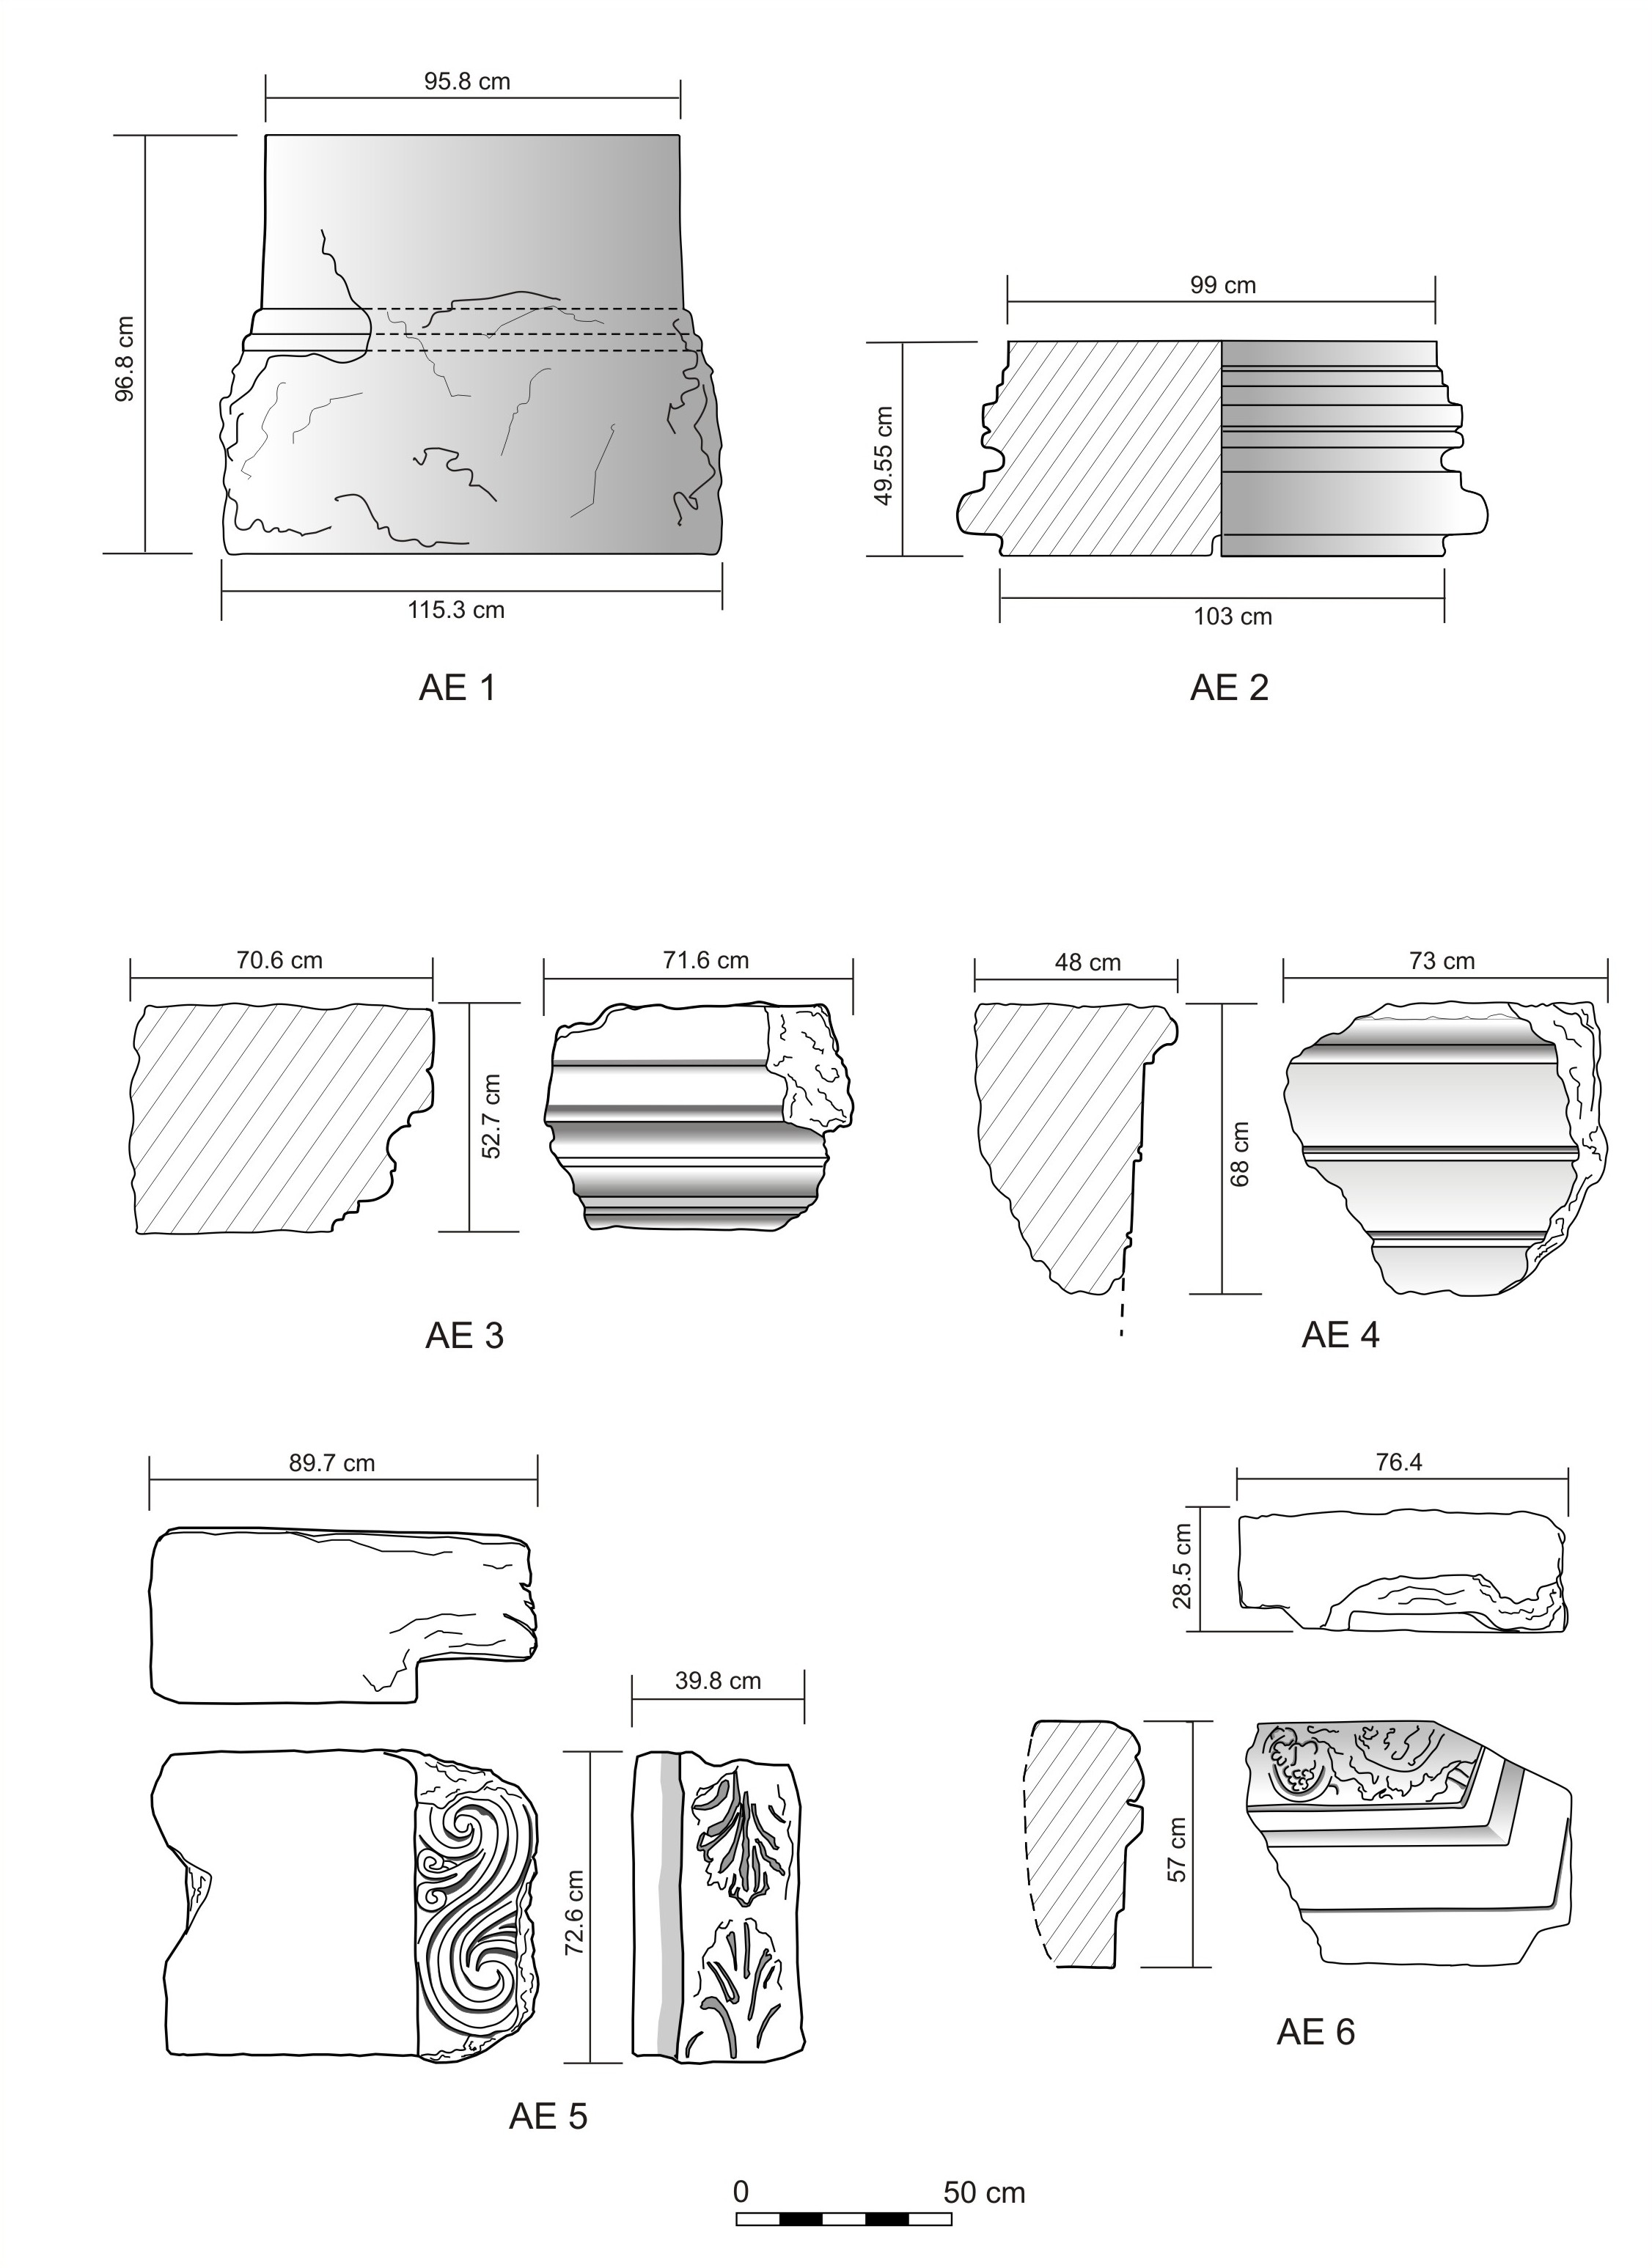 95.8 cm
96.8 cm
115.3 cm
AE 1
99 cm
49.55 cm
103 cm
AE 2
70.6 cm
52.7 cm
71.6 cm
AE 3
48 cm
68 cm
73 cm
AE 4
89.7 cm
39.8 cm
72.6 cm
AE 5
76.4
28.5 cm
57 cm
AE 6
0 50 cm